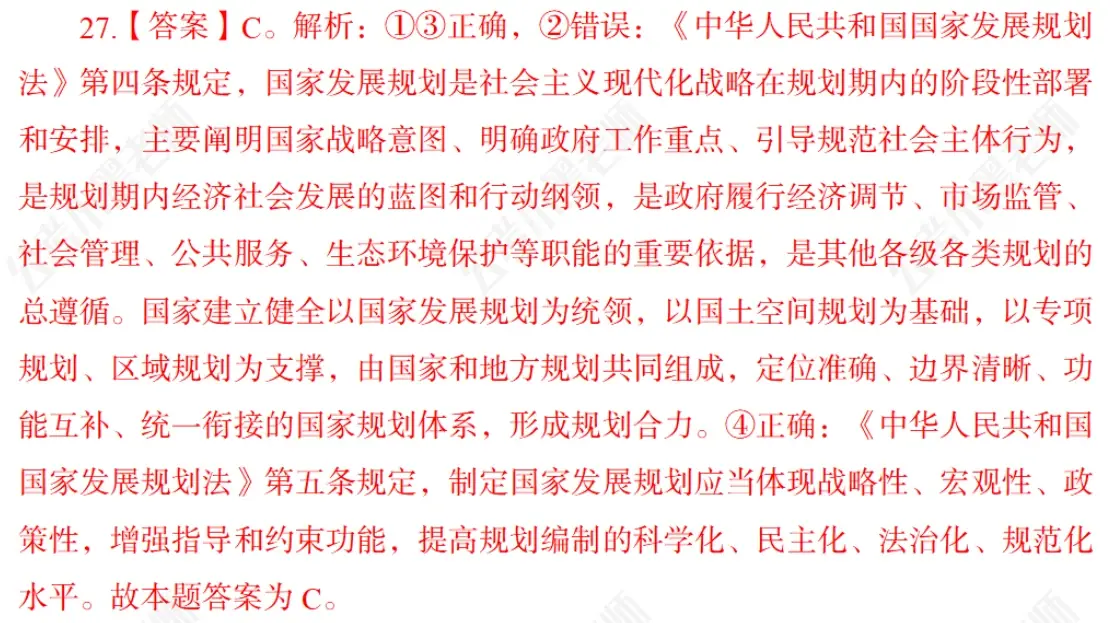 27.【答案】C。解析：①③正确，②错误：《中华人民共和国国家发展规划
法》第四条规定，国家发展规划是社会主义现代化战略在规划期内的阶段性部署
和安排，主要阐明国家战略意图、明确政府工作重点、引导规范社会主体行为，
是规划期内经济社会发展的蓝图和行动纲领，是政府履行经济调节、市场监管、
社会管理、公共服务、生态环境保护等职能的重要依据，是其他各级各类规划的
总遵循。国家建立健全以国家发展规划为统领，以国土空间规划为基础，以专项
规划、区域规划为支撑，由国家和地方规划共同组成，定位准确、边界清晰、功
能互补、统一衔接的国家规划体系，形成规划合力。④正确：《中华人民共和国
国家发展规划法》第五条规定，制定国家发展规划应当体现战略性、宏观性、政
策性，增强指导和约束功能，提高规划编制的科学化、民主化、法治化、规范化
水平。故本题答案为 C。